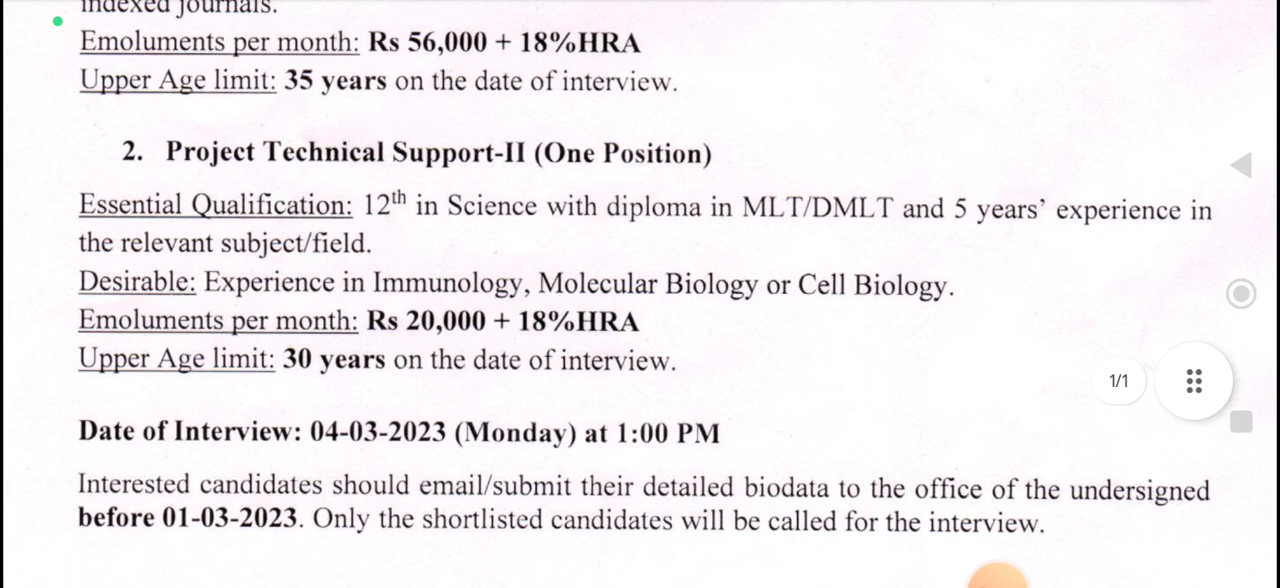 indexed journals.
Emoluments per month: Rs 56,000 + 18%HRA
Upper Age limit: 35 years on the date of interview.
2. Project Technical Support-II (One Position)
Essential Qualification: 12th in Science with diploma in MLT/DMLT and 5 years' experience in
the relevant subject/field.
Desirable: Experience in Immunology, Molecular Biology or Cell Biology.
Emoluments per month: Rs 20,000 + 18%HRA
Upper Age limit: 30 years on the date of interview.
1/1
Date of Interview: 04-03-2023 (Monday) at 1:00 PM
Interested candidates should email/submit their detailed biodata to the office of the undersigned
before 01-03-2023. Only the shortlisted candidates will be called for the interview.